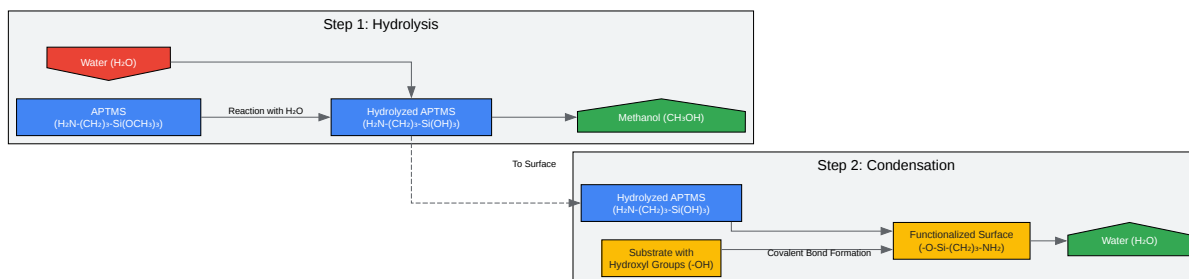 Step 1: Hydrolysis
Water (H₂O)
APTMS
(H₂N-(CH₂)₃-Si(OCH₃)₃)
Reaction with H₂O
Hydrolyzed APTMS
(H₂N-(CH₂)₃-Si(OH)₃)
Methanol (CH₃OH)
To Surface
Step 2: Condensation
Hydrolyzed APTMS
(H₂N-(CH₂)₃-Si(OH)₃)
Substrate with
Hydroxyl Groups (-OH)
Covalent Bond Formation
Functionalized Surface
(-O-Si-(CH₂)₃-NH₂)
Water (H₂O)